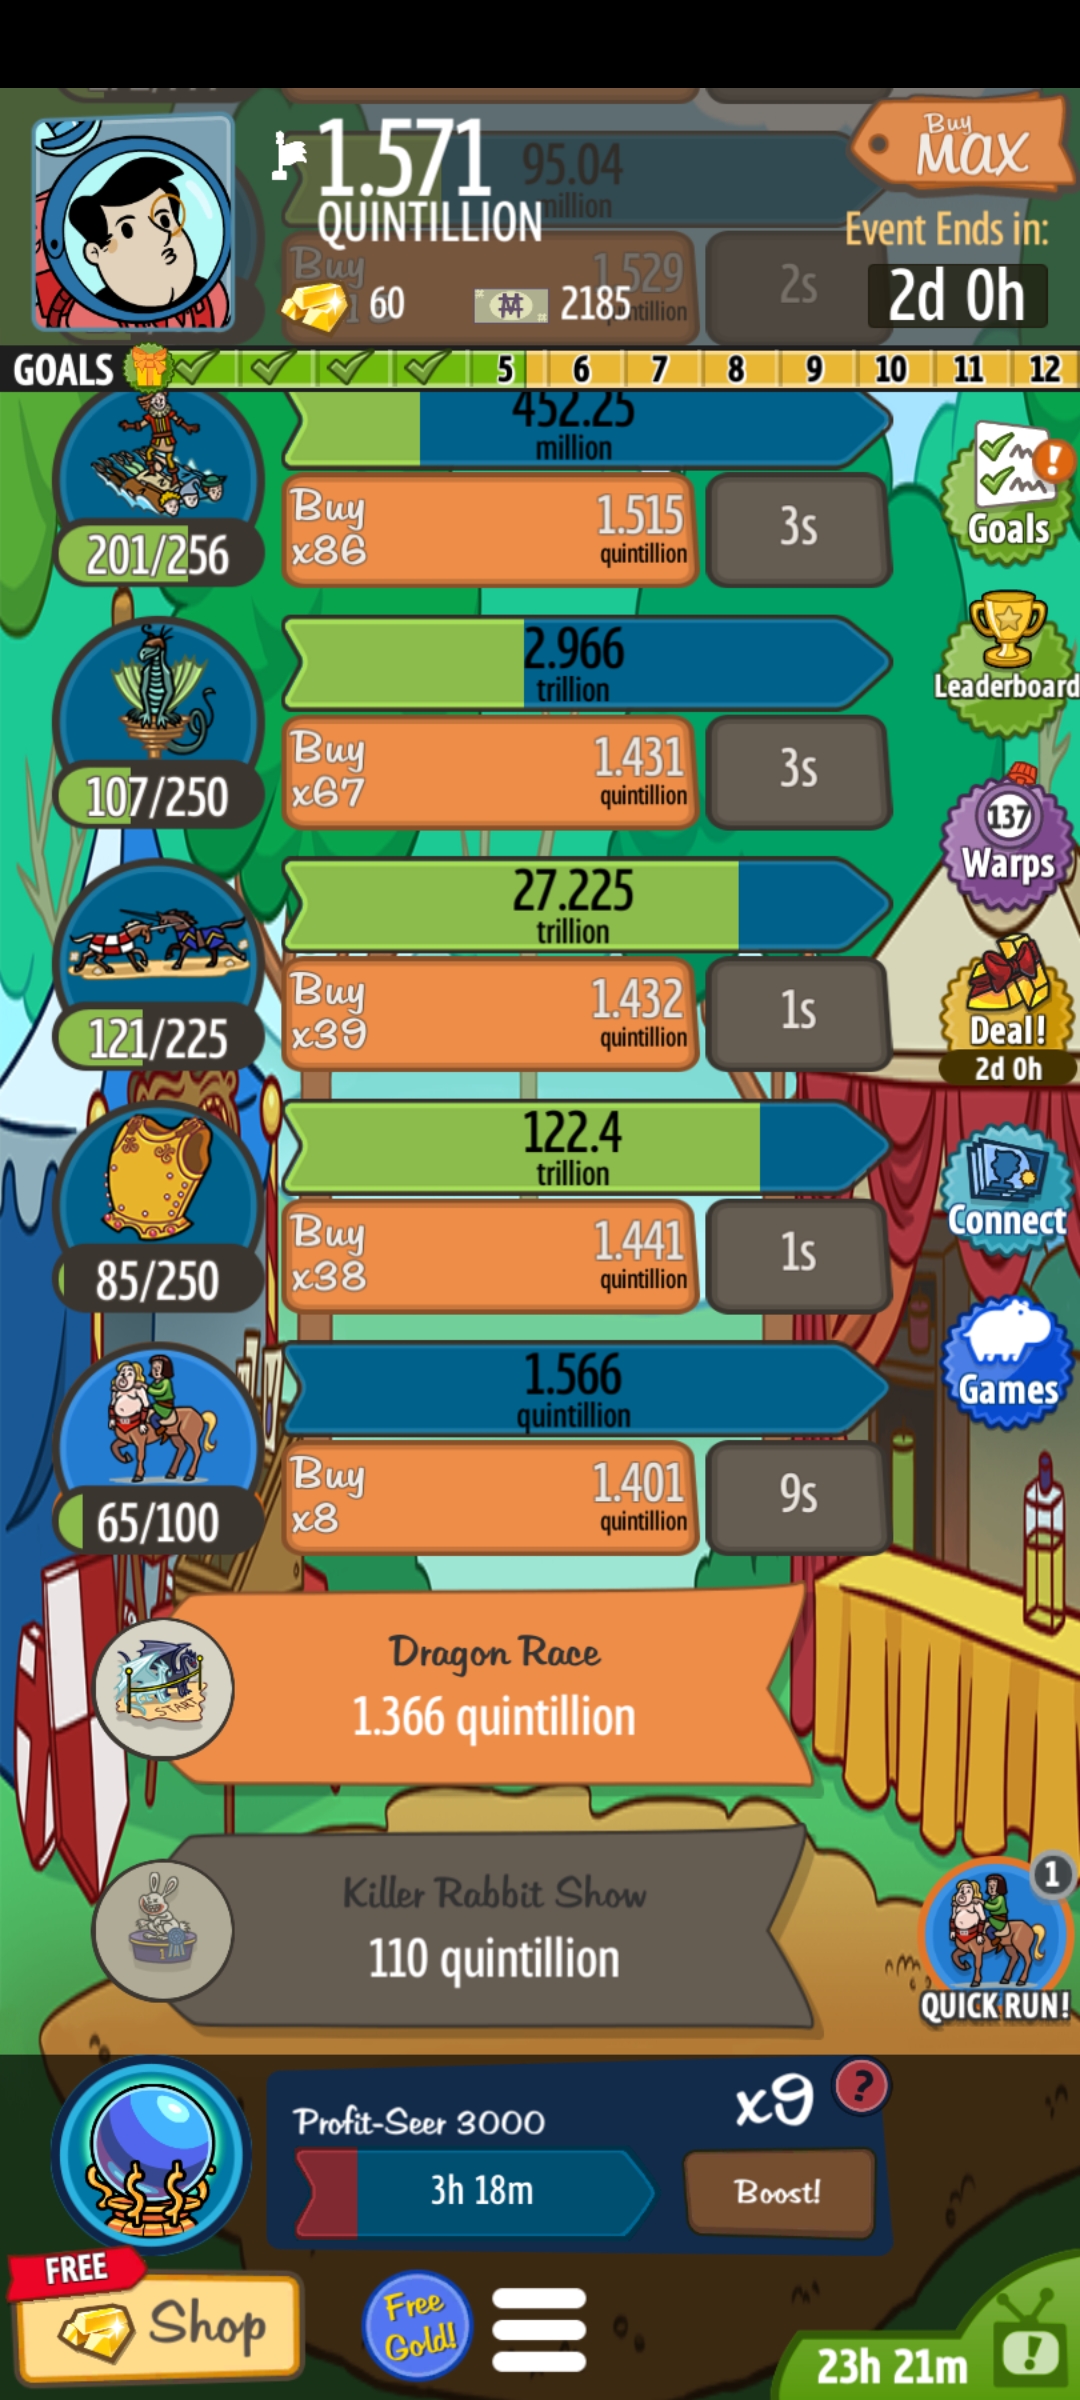 1.571
QUINTILLION
60
2185
Buy
MAX
Event Ends in:
2d 0h
95.04
million
Buy
1.529
quintillion
2s
GOALS
5
6
7
8
9
10
11
12
452.25
million
201/256
Buy
x86
1.515
quintillion
3s
Goals
Leaderboard
2.966
trillion
107/250
Buy
x67
1.431
quintillion
3s
137
Warps
27.225
trillion
121/225
Buy
x39
1.432
quintillion
1s
Deal!
2d 0h
122.4
trillion
85/250
Buy
x38
1.441
quintillion
1s
Connect
Games
1.566
quintillion
65/100
Buy
x8
1.401
quintillion
9s
START
Dragon Race
1.366 quintillion
Killer Rabbit Show
110 quintillion
1
QUICK RUN!
Profit-Seer 3000
x9
?
3h 18m
Boost!
FREE
Shop
Free
Gold!
23h 21m